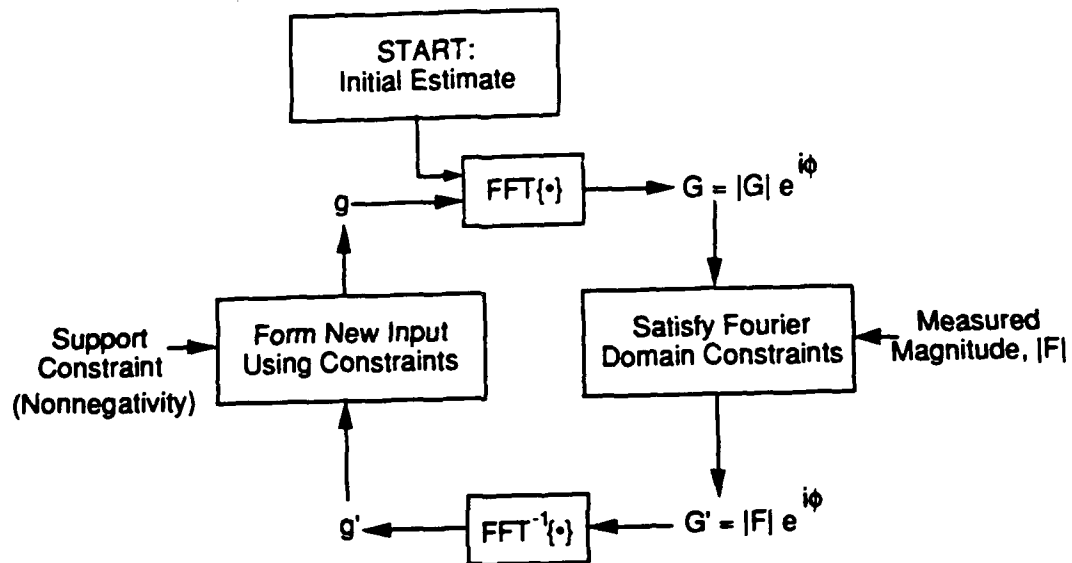 START:
Initial Estimate
FFT{•}
G = |G| e^{iϕ}
g
Support
Constraint
(Nonnegativity)
Form New Input
Using Constraints
Satisfy Fourier
Domain Constraints
Measured
Magnitude, |F|
g'
FFT^{-1}{•}
G' = |F| e^{iϕ}